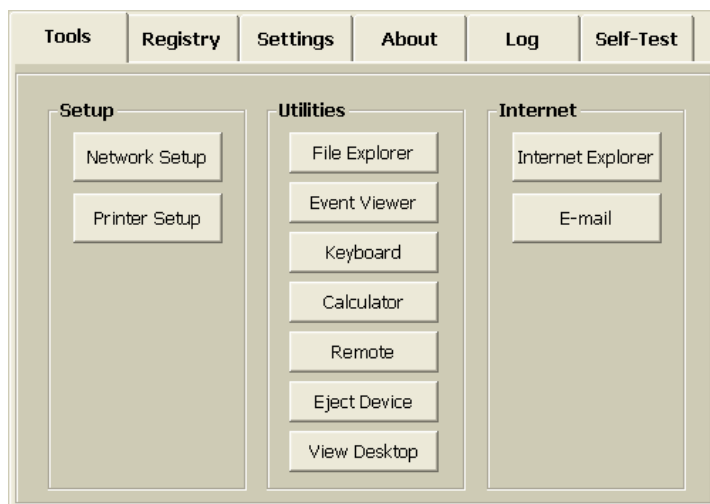 Tools Registry Settings About Log Self-Test
Setup
Network Setup
Printer Setup
Utilities
File Explorer
Event Viewer
Keyboard
Calculator
Remote
Eject Device
View Desktop
Internet
Internet Explorer
E-mail